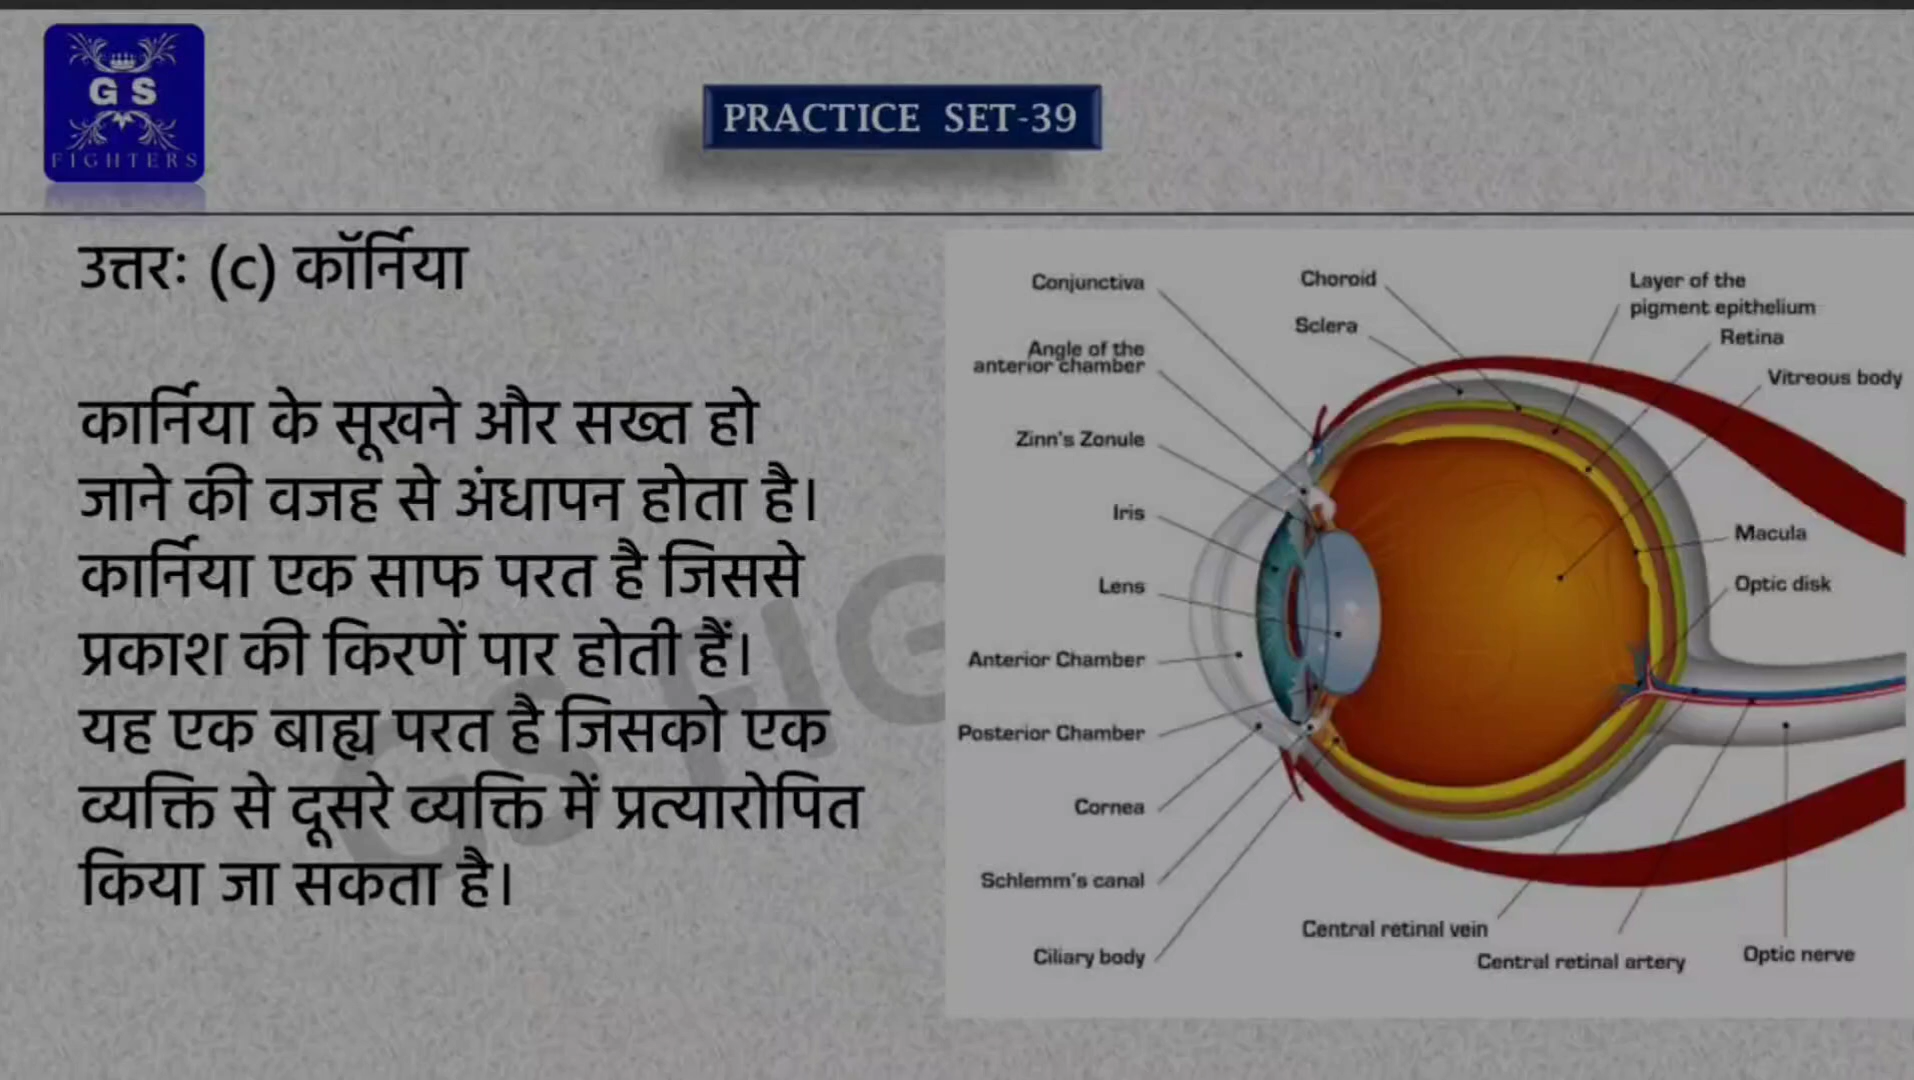 G S
FIGHTERS
PRACTICE SET-39
उत्तरः (c) कॉर्निया
कार्निया के सूखने और सख्त हो
जाने की वजह से अंधापन होता है।
कार्निया एक साफ परत है जिससे
प्रकाश की किरणें पार होती हैं।
यह एक बाह्य परत है जिसको एक
व्यक्ति से दूसरे व्यक्ति में प्रत्यारोपित
किया जा सकता है।
GS FIG
Conjunctiva
Angle of the
anterior chamber
Zinn's Zonule
Iris
Lens
Anterior Chamber
Posterior Chamber
Cornea
Schlemm's canal
Ciliary body
Choroid
Sclera
Layer of the
pigment epithelium
Retina
Vitreous body
Macula
Optic disk
Central retinal vein
Central retinal artery
Optic nerve